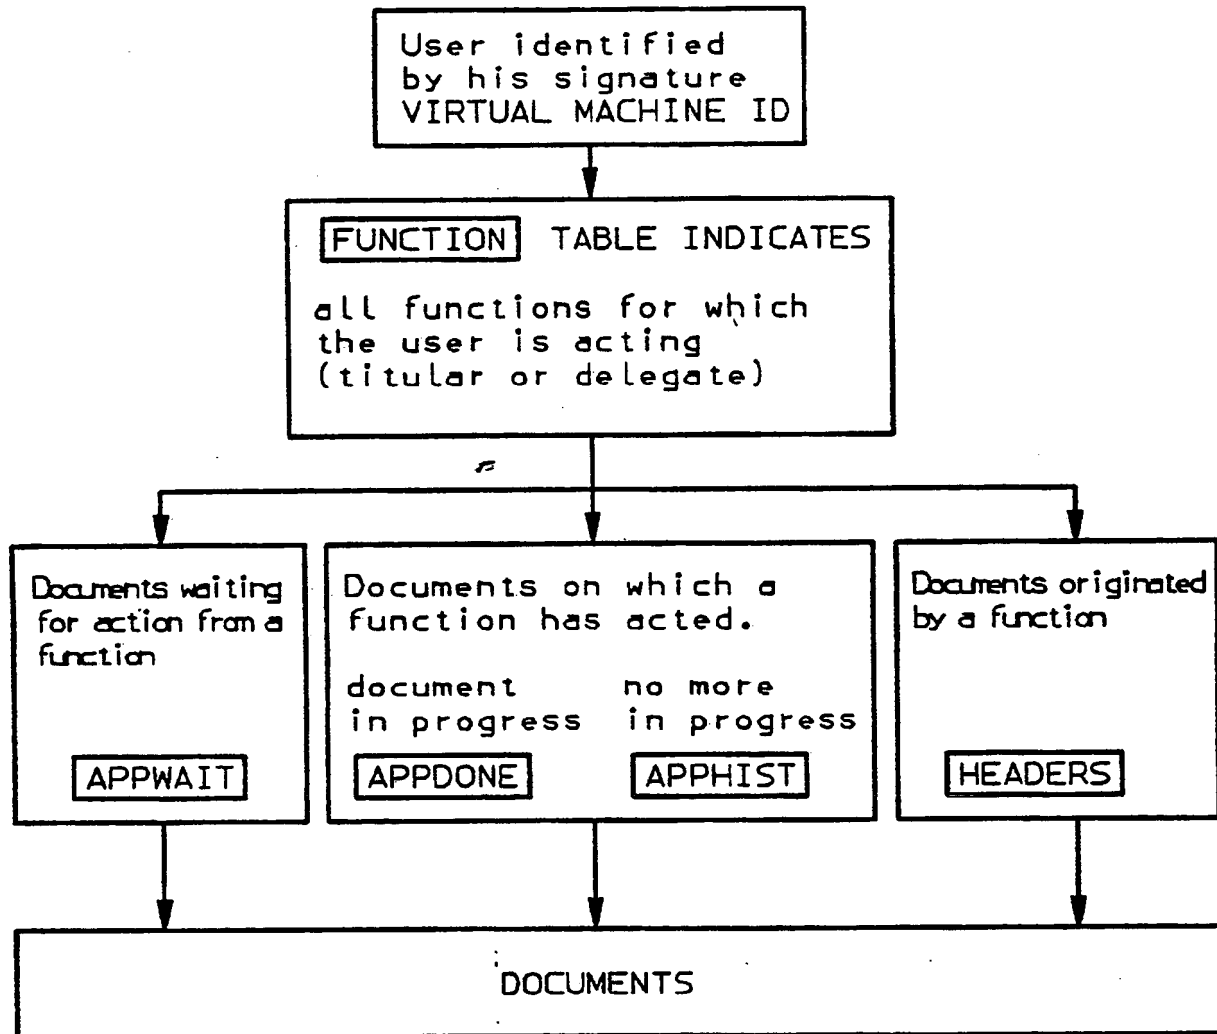 User identified
by his signature
VIRTUAL MACHINE ID
FUNCTION TABLE INDICATES
all functions for which
the user is acting
(titular or delegate)
Documents waiting
for action from a
function
APPWAIT
Documents on which a
function has acted.
document no more
in progress in progress
APPDONE APPHIST
Documents originated
by a function
HEADERS
DOCUMENTS